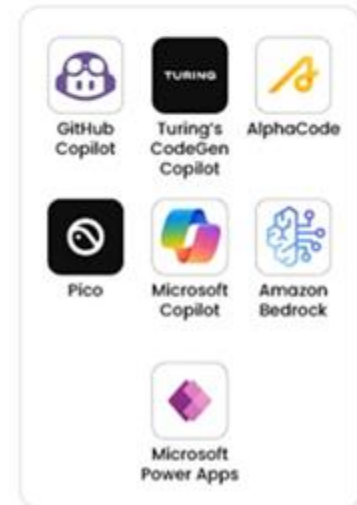 TURING
GitHub
Copilot
Turing's
CodeGen
Copilot
AlphaCode
Pico
Microsoft
Copilot
Amazon
Bedrock
Microsoft
Power Apps